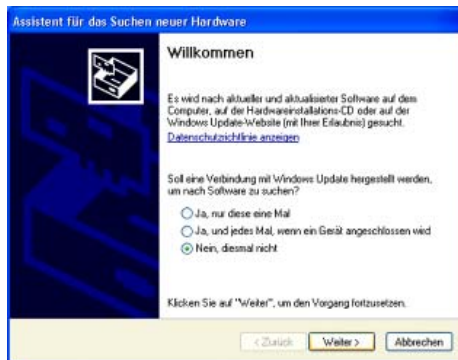 Assistent für das Suchen neuer Hardware
Willkommen
Es wird nach aktueller und aktualisierter Software auf dem
Computer, auf der Hardwareinstallations-CD oder auf der
Windows Update-Website (mit Ihrer Erlaubnis) gesucht.
Datenschutzrichtlinie anzeigen
Soll eine Verbindung mit Windows Update hergestellt werden,
um nach Software zu suchen?
Ja, nur diese eine Mal
Ja, und jedes Mal, wenn ein Gerät angeschlossen wird
Nein, diesmal nicht
Klicken Sie auf "Weiter", um den Vorgang fortzusetzen.
< Zurück Weiter > Abbrechen